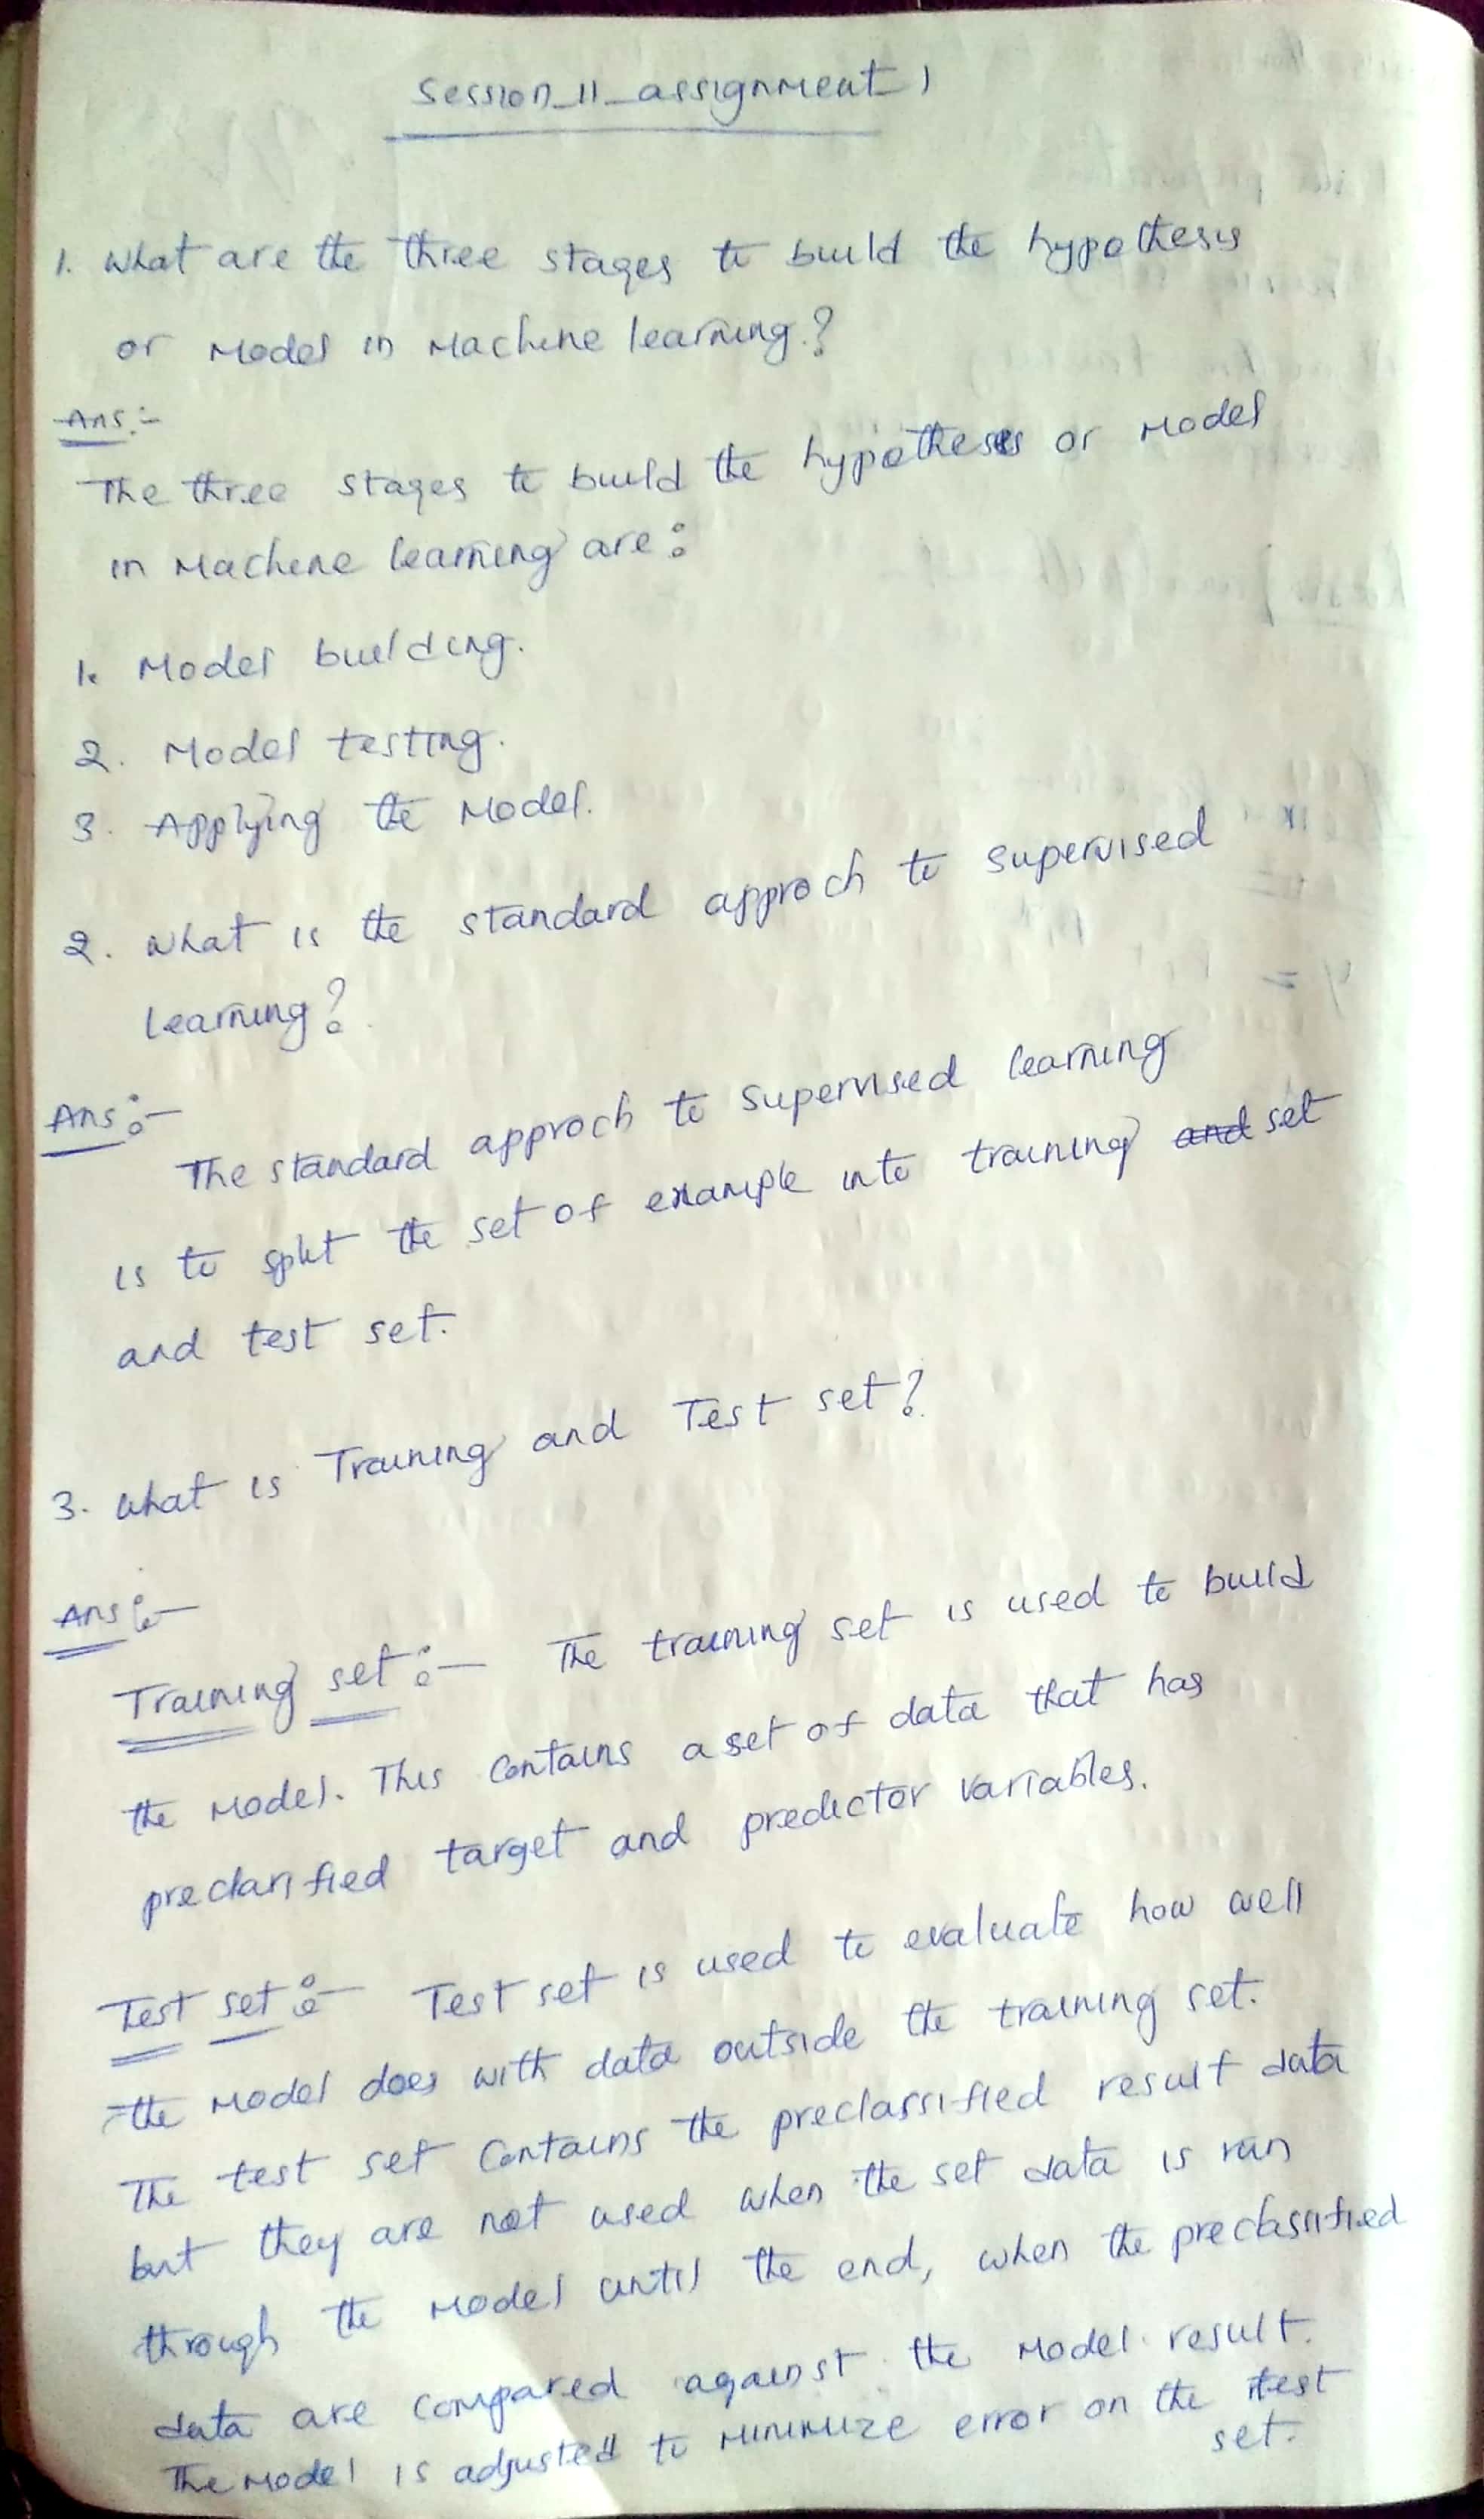 Session_11_assignment 1
1. What are the three stages to build the hypothesis
or model in machine learning?
Ans:-
The three stages to build the hypothesis or model
in machine learning are:
1. Model building.
2. Model testing.
3. Applying the model.
2. What is the standard approch to supervised
learning?
Ans:-
The standard approch to supervised learning
is to split the set of example into training and set
and test set.
3. What is Training and Test set?
Ans:-
Training set:- The training set is used to build
the model. This contains a set of data that has
preclassified target and predictor variables.
Test set:- Test set is used to evaluate how well
the model does with data outside the training set.
The test set contains the preclassified result data
but they are not used when the set data is run
through the model until the end, when the preclassified
data are compared against the model result.
The model is adjusted to minimize error on the test
set.